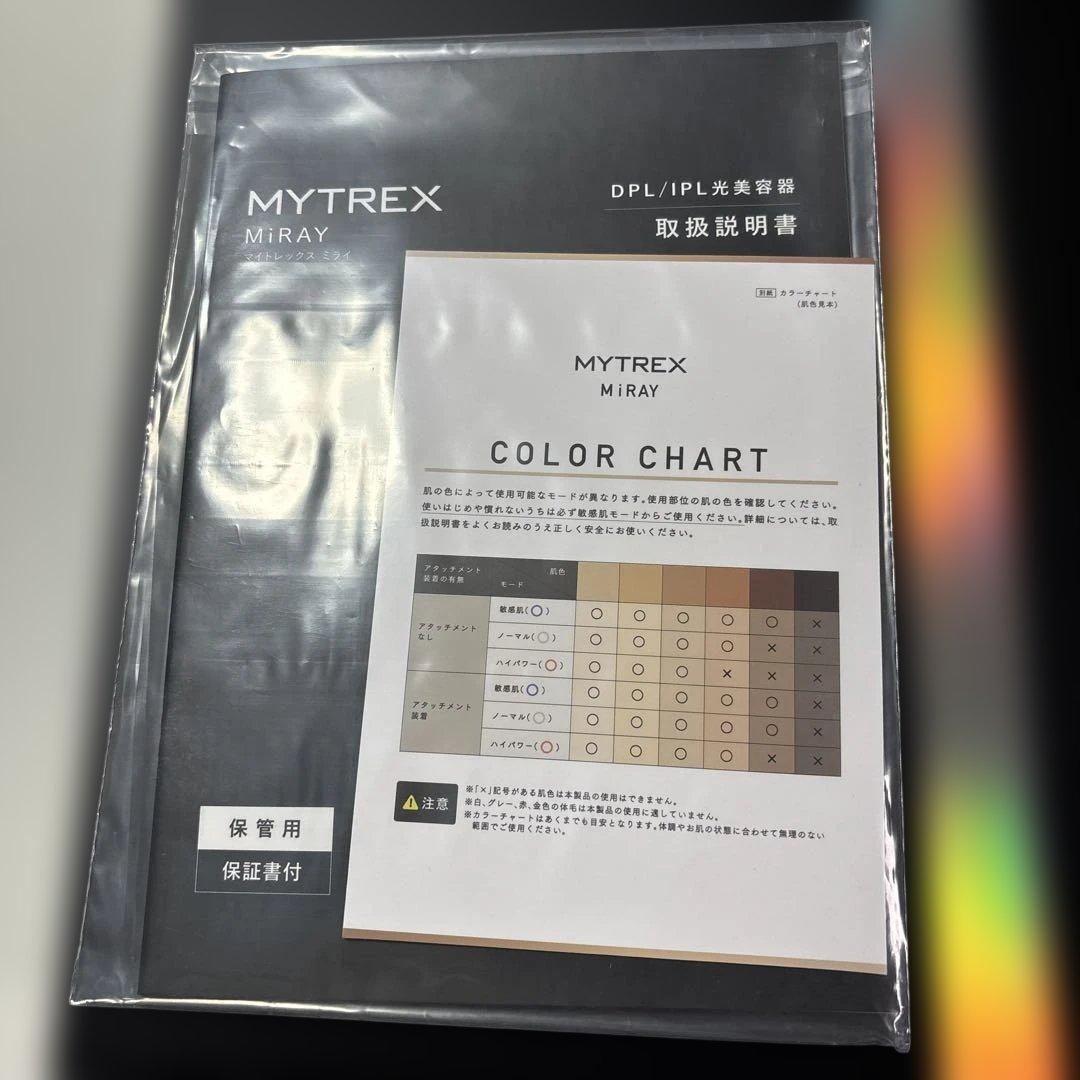 MYTREX
MiRAY
マイトレックス ミライ
DPL/IPL光美容器
取扱説明書
別紙 カラーチャート
(肌色見本)
MYTREX
MiRAY
COLOR CHART
肌の色によって使用可能なモードが異なります。使用部位の肌の色を確認してください。
使いはじめや慣れないうちは必ず敏感肌モードからご使用ください。詳細については、取
扱説明書をよくお読みのうえ正しく安全にお使いください。
アタッチメント
装着の有無
肌色
モード
アタッチメント
なし
敏感肌(○) ○ ○ ○ ○ ○ ×
ノーマル(○) ○ ○ ○ ○ × ×
ハイパワー(○) ○ ○ ○ × × ×
アタッチメント
装着
敏感肌(○) ○ ○ ○ ○ ○ ×
ノーマル(○) ○ ○ ○ ○ ○ ×
ハイパワー(○) ○ ○ ○ ○ × ×
注意
※「×」記号がある肌色は本製品の使用はできません。
※白、グレー、赤、金色の体毛は本製品の使用に適していません。
※カラーチャートはあくまでも目安となります。体調やお肌の状態に合わせて無理のない
範囲でご使用ください。
保管用
保証書付